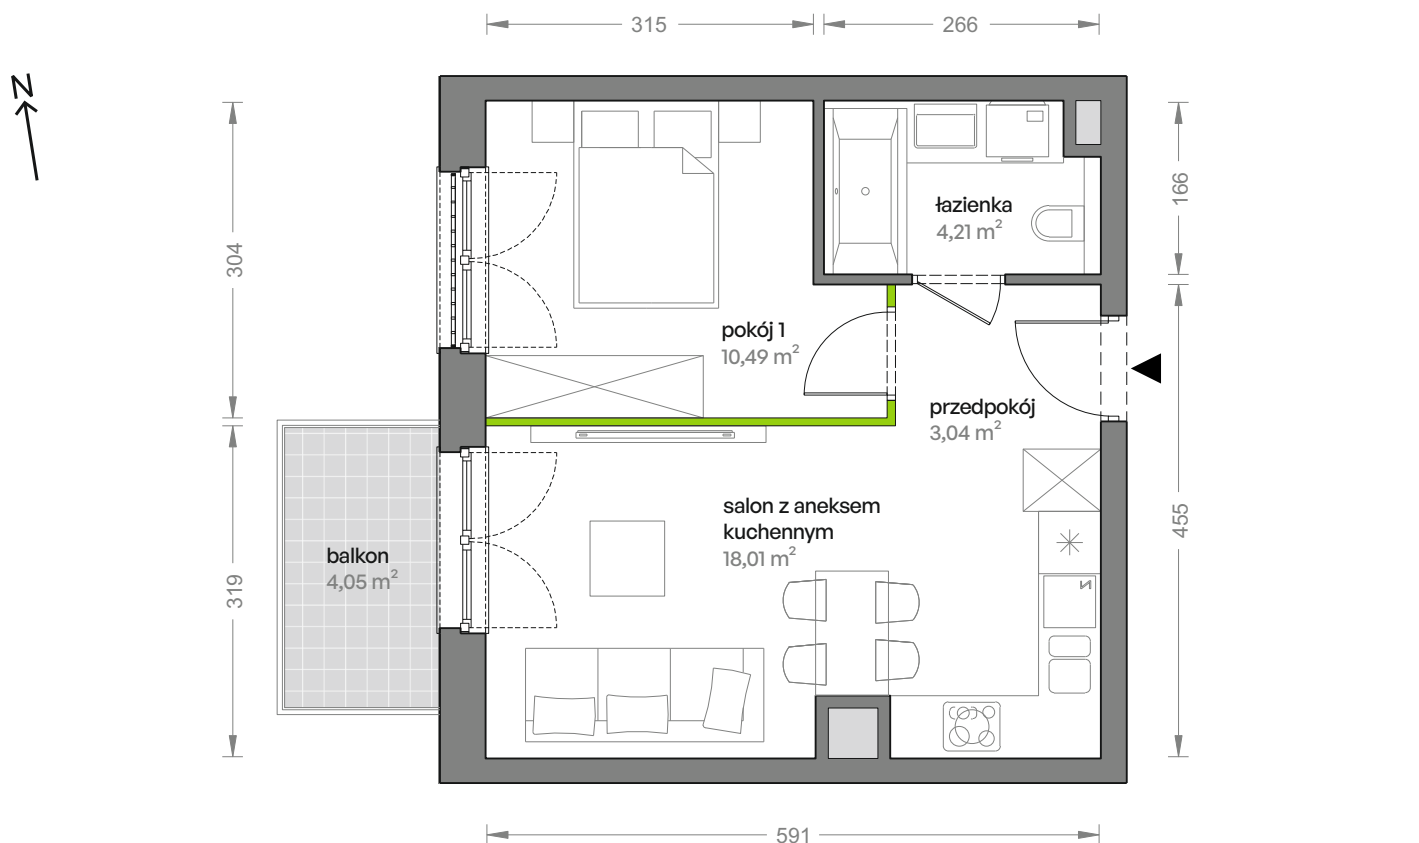 315
266
N
304
166
łazienka
4,21 m²
pokój 1
10,49 m²
przedpokój
3,04 m²
salon z aneksem
kuchennym
18,01 m²
455
balkon
4,05 m²
319
591